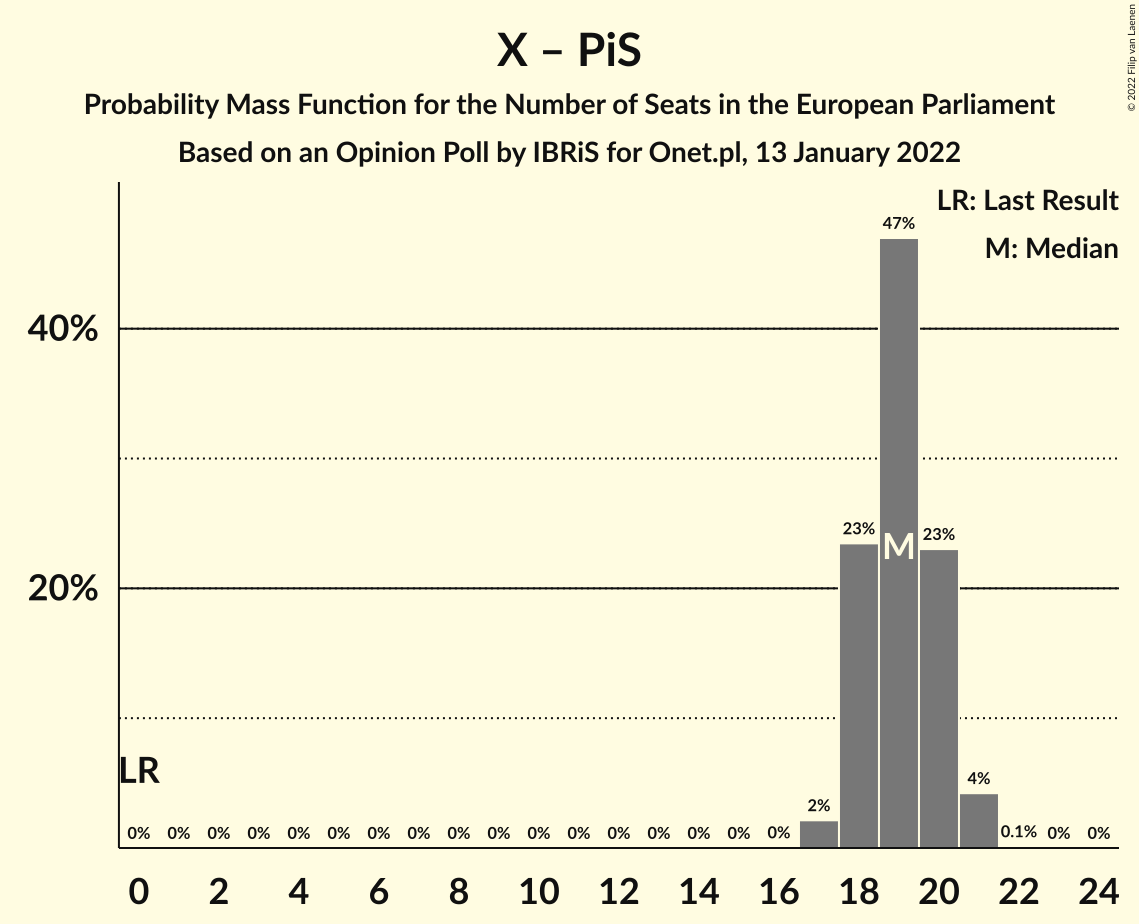 X – PiS
Probability Mass Function for the Number of Seats in the European Parliament
Based on an Opinion Poll by IBRiS for Onet.pl, 13 January 2022
© 2022 Filip van Laenen
LR: Last Result
M: Median
47%
40%
23%
M
23%
20%
LR
4%
2%
0% 0% 0% 0% 0% 0% 0% 0% 0% 0% 0% 0% 0% 0% 0% 0% 0% 0.1% 0% 0%
0 2 4 6 8 10 12 14 16 18 20 22 24